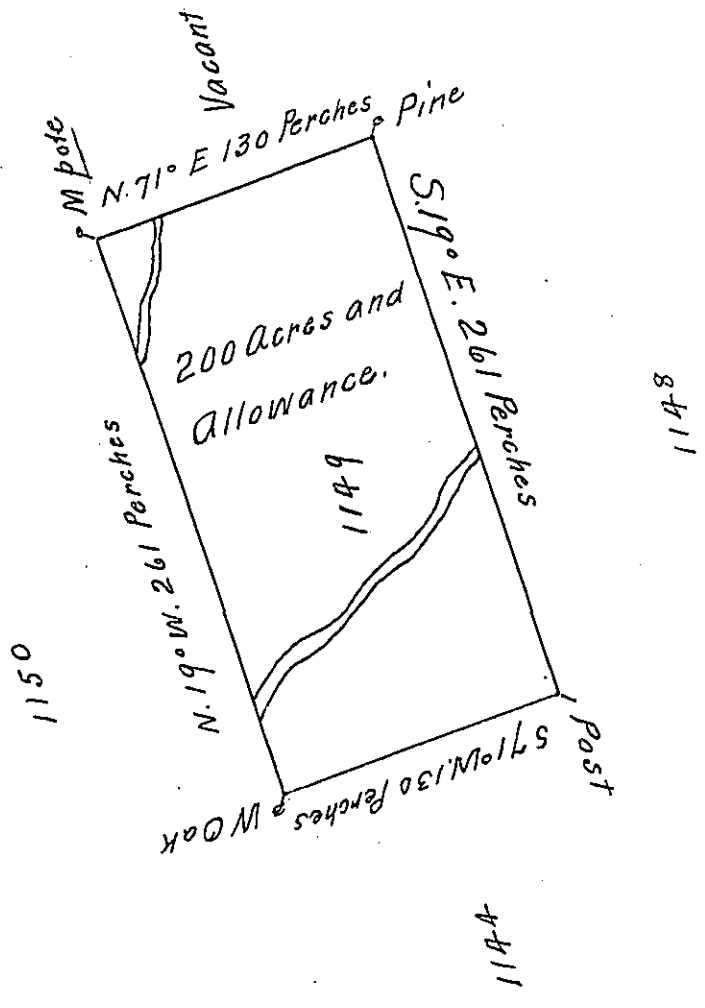 Vacant
M pole
N. 71° E 130 Perches
Pine
S. 19° E. 261 Perches
200 Acres and
Allowance.
1149
N. 19° W. 261 Perches
1148
1150
S 71° W. 130 Perches
W Oak
Post
1144